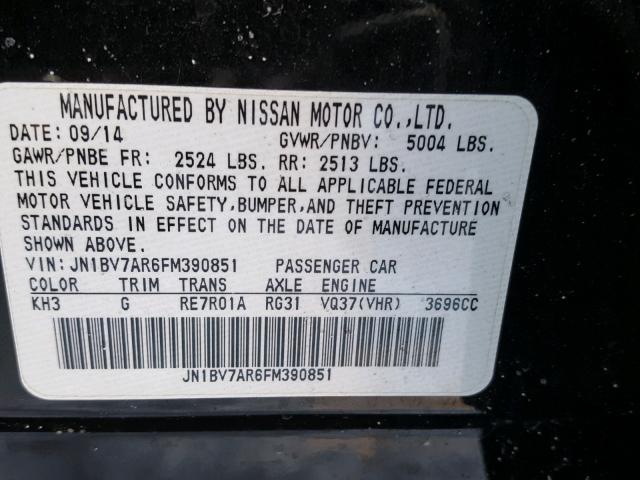 MANUFACTURED BY NISSAN MOTOR CO.,LTD.
DATE: 09/14 GVWR/PNBV: 5004 LBS.
GAWR/PNBE FR: 2524 LBS. RR: 2513 LBS.
THIS VEHICLE CONFORMS TO ALL APPLICABLE FEDERAL
MOTOR VEHICLE SAFETY,BUMPER,AND THEFT PREVENTION
STANDARDS IN EFFECT ON THE DATE OF MANUFACTURE
SHOWN ABOVE.
VIN:JN1BV7AR6FM390851 PASSENGER CAR
COLOR TRIM TRANS AXLE ENGINE
KH3 G RE7R01A RG31 VQ37(VHR) 3696CC
JN1BV7AR6FM390851